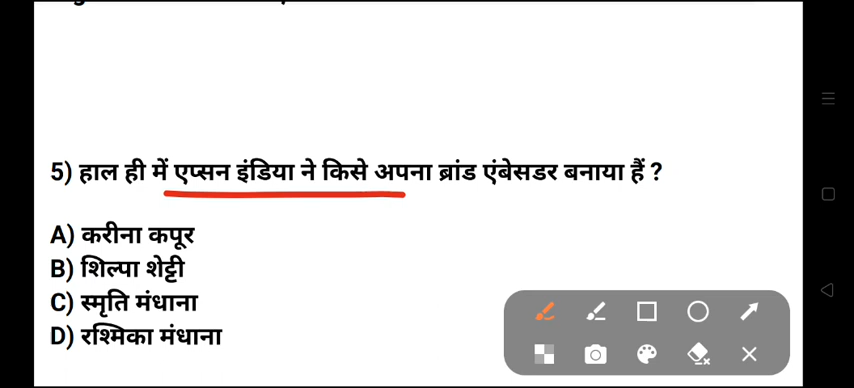 5) हाल ही में एप्सन इंडिया ने किसे अपना ब्रांड एंबेसडर बनाया हैं ?
A) करीना कपूर
B) शिल्पा शेट्टी
C) स्मृति मंधाना
D) रश्मिका मंधाना